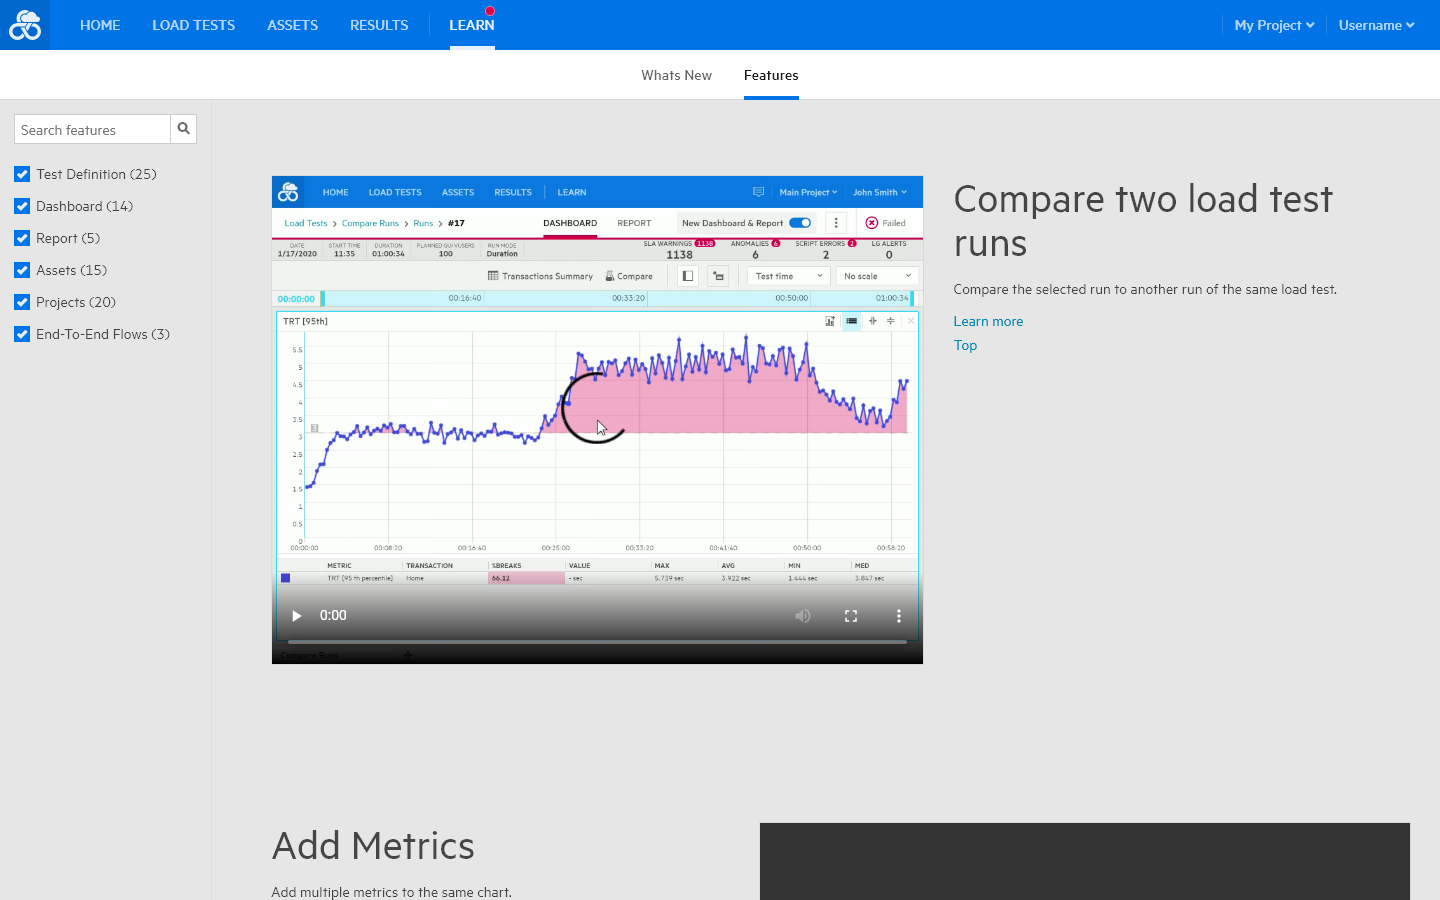 HOME LOAD TESTS ASSETS RESULTS LEARN My Project Username
Whats New Features
Search features
Test Definition (25)
Dashboard (14)
Report (5)
Assets (15)
Projects (20)
End-To-End Flows (3)
HOME LOAD TESTS ASSETS RESULTS LEARN Main Project John Smith
Load Tests > Compare Runs > Runs > #17 DASHBOARD REPORT New Dashboard & Report Failed
DATE START TIME DURATION PLANNED GUI VUSERS RUN MODE SLA WARNINGS 1138 ANOMALIES 6 SCRIPT ERRORS 2 LG ALERTS
1/17/2020 11:35 01:00:34 100 Duration 1138 6 2 0
Transactions Summary Compare Test time No scale
00:00:00 00:16:40 00:33:20 00:50:00 01:00:34
TRT [95th]
5.5
5
4.5
4
3.5
3
3
2.5
2
1.5
1
0.5
0
00:00:00 00:08:20 00:16:40 00:25:00 00:33:20 00:41:40 00:50:00 00:58:20
METRIC TRANSACTION %BREAKS VALUE MAX AVG MIN MED
TRT [95 th percentile] Home 66.12 - sec 5.739 sec 3.922 sec 1.444 sec 3.847 sec
0:00
Compare Runs +
Compare two load test
runs
Compare the selected run to another run of the same load test.
Learn more
Top
Add Metrics
Add multiple metrics to the same chart.